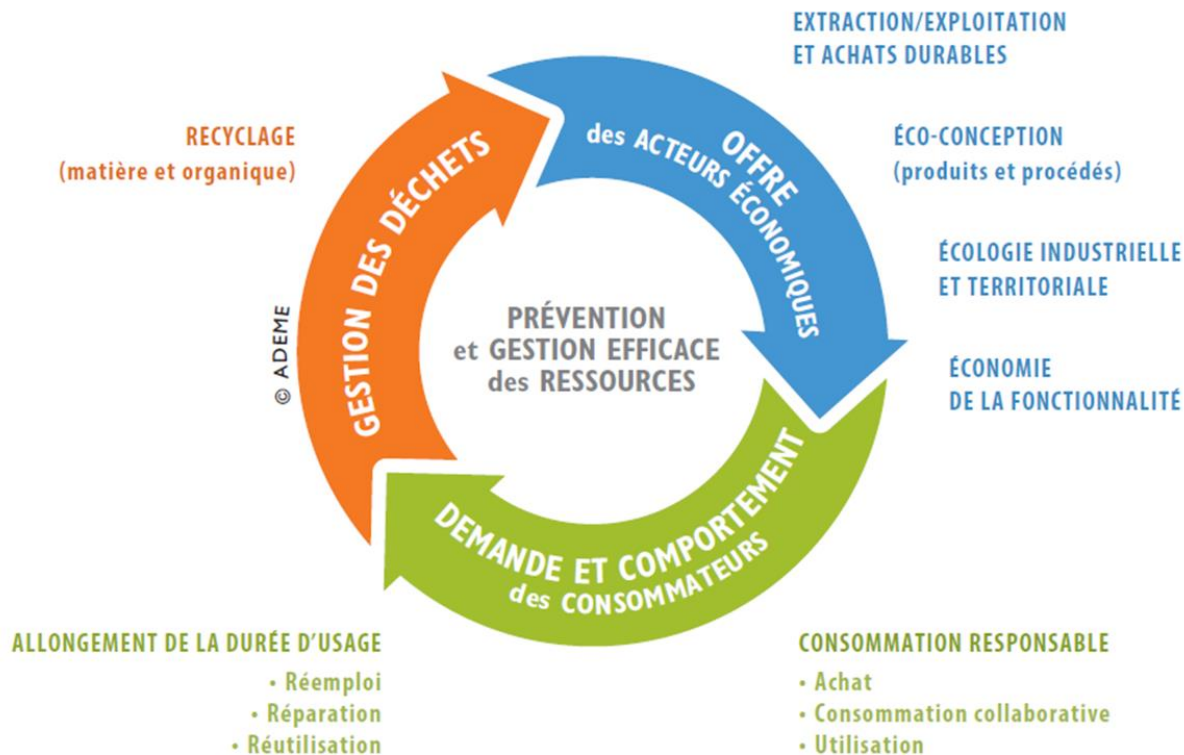 EXTRACTION/EXPLOITATION
ET ACHATS DURABLES
RECYCLAGE
(matière et organique)
ÉCO-CONCEPTION
(produits et procédés)
ÉCOLOGIE INDUSTRIELLE
ET TERRITORIALE
ÉCONOMIE
DE LA FONCTIONNALITÉ
OFFRE
des ACTEURS ÉCONOMIQUES
GESTION DES DÉCHETS
© ADEME
PRÉVENTION
et GESTION EFFICACE
des RESSOURCES
DEMANDE ET COMPORTEMENT
des CONSOMMATEURS
ALLONGEMENT DE LA DURÉE D'USAGE
• Réemploi
• Réparation
• Réutilisation
CONSOMMATION RESPONSABLE
• Achat
• Consommation collaborative
• Utilisation